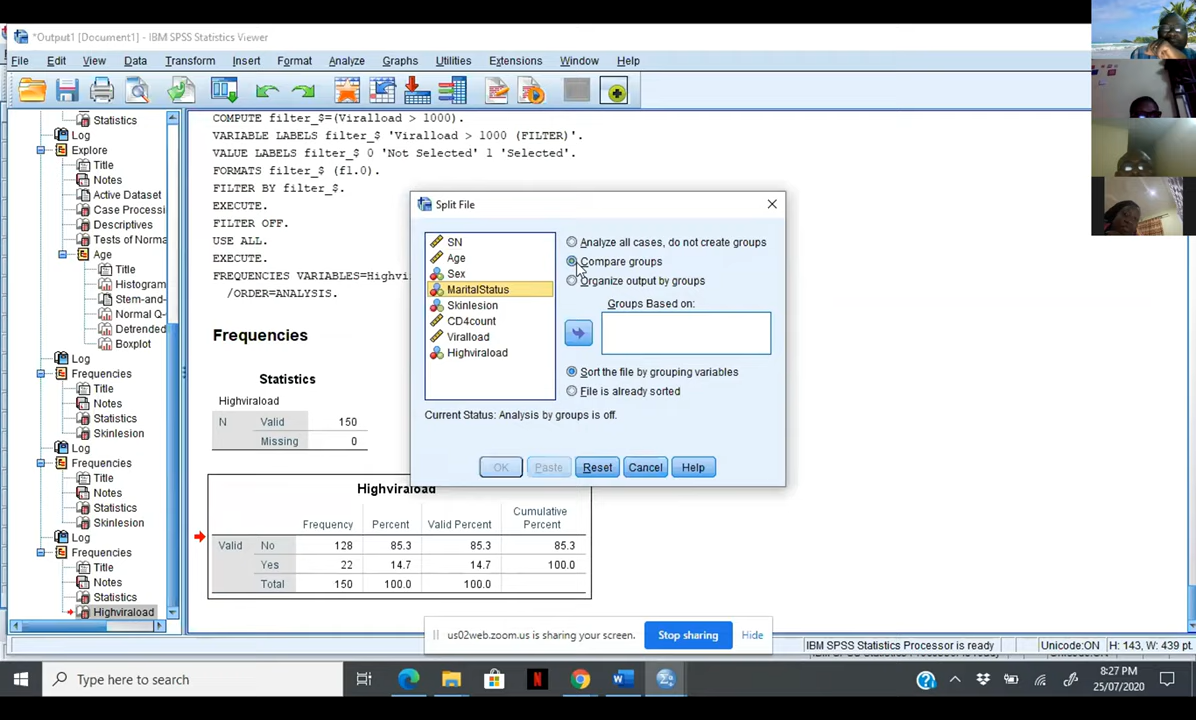 *Output1 [Document1] - IBM SPSS Statistics Viewer
File Edit View Data Transform Insert Format Analyze Graphs Utilities Extensions Window Help
Statistics
Log
Explore
Title
Notes
Active Dataset
Case Processi
Descriptives
Tests of Norma
Age
Title
Histogram
Stem-and-
Normal Q-
Detrended
Boxplot
Log
Frequencies
Title
Notes
Statistics
Skinlesion
Log
Frequencies
Title
Notes
Statistics
Skinlesion
Log
Frequencies
Title
Notes
Statistics
Highviraload
COMPUTE filter_$=(Viralload > 1000).
VARIABLE LABELS filter_$ 'Viralload > 1000 (FILTER)'.
VALUE LABELS filter_$ 0 'Not Selected' 1 'Selected'.
FORMATS filter_$ (f1.0).
FILTER BY filter_$.
EXECUTE.
FILTER OFF.
USE ALL.
EXECUTE.
FREQUENCIES VARIABLES=Highvi
/ORDER=ANALYSIS.
Frequencies
Statistics
Highviraload
N Valid 150
Missing 0
Highviraload
Frequency Percent Valid Percent Cumulative Percent
Valid No 128 85.3 85.3 85.3
Yes 22 14.7 14.7 100.0
Total 150 100.0 100.0
Split File
SN
Age
Sex
MaritalStatus
Skinlesion
CD4count
Viralload
Highviraload
Analyze all cases, do not create groups
Compare groups
Organize output by groups
Groups Based on:
Sort the file by grouping variables
File is already sorted
Current Status: Analysis by groups is off.
OK Paste Reset Cancel Help
us02web.zoom.us is sharing your screen. Stop sharing Hide
IBM SPSS Statistics Processor is ready Unicode:ON H: 143, W: 439 pt.
Type here to search
8:27 PM
25/07/2020